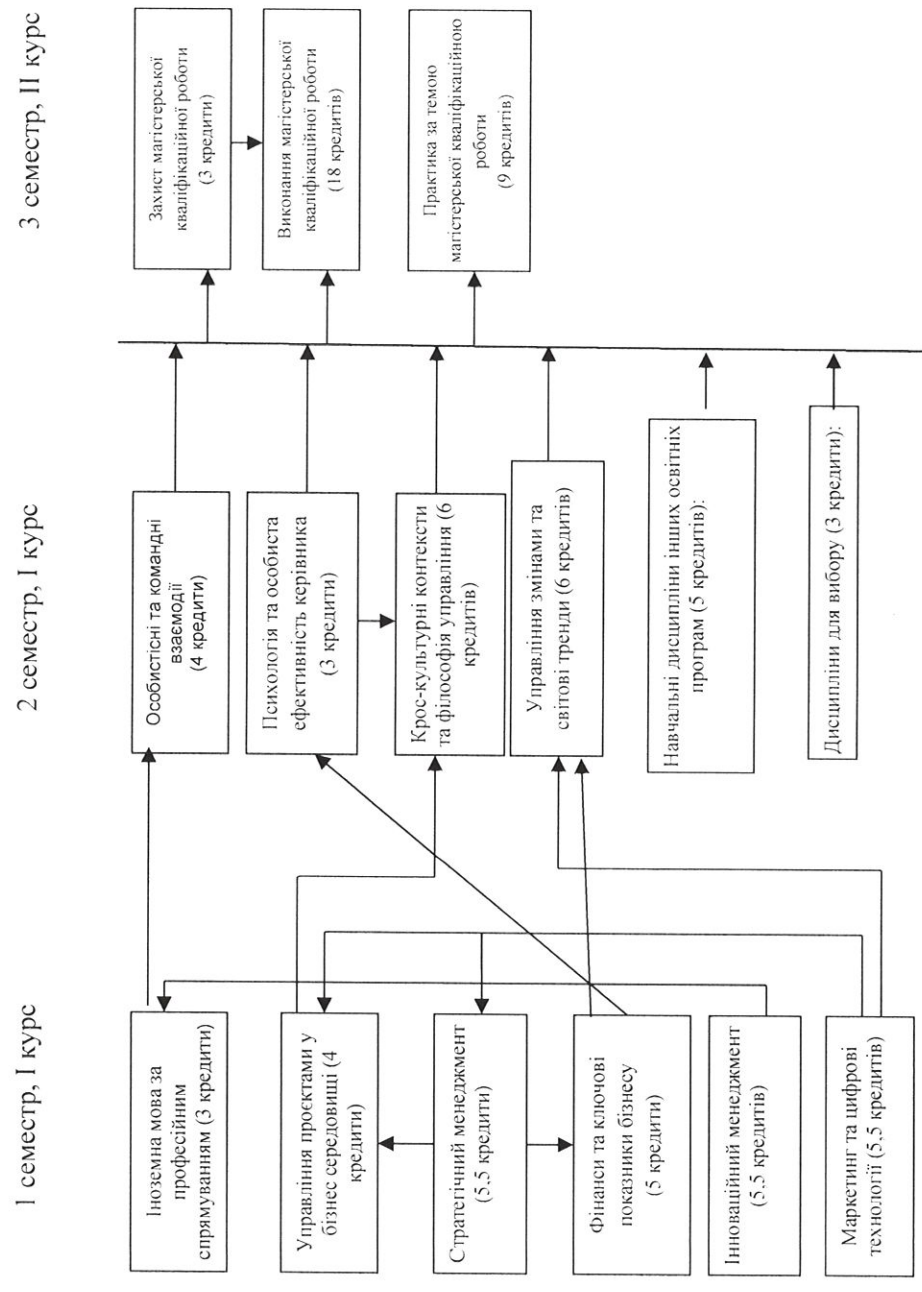 1 семестр, I курс
Іноземна мова за
професійним
спрямуванням (3 кредити)
Управління проєктами у
бізнес середовищі (4
кредити)
Стратегічний менеджмент
(5.5 кредити)
Фінанси та ключові
показники бізнесу
(5 кредити)
Інноваційний менеджмент
(5.5 кредитів)
Маркетинг та цифрові
технології (5,5 кредитів)
2 семестр, I курс
Особистісні та командні
взаємодії
(4 кредити)
Психологія та особиста
ефективність керівника
(3 кредити)
Крос-культурні контексти
та філософія управління (6
кредитів)
Управління змінами та
світові тренди (6 кредитів)
Навчальні дисципліни інших освітніх
програм (5 кредитів):
Дисципліни для вибору (3 кредити):
3 семестр, II курс
Захист магістерської
кваліфікаційної роботи
(3 кредити)
Виконання магістерської
кваліфікаційної роботи
(18 кредитів)
Практика за темою
магістерської кваліфікаційною
роботи
(9 кредитів)